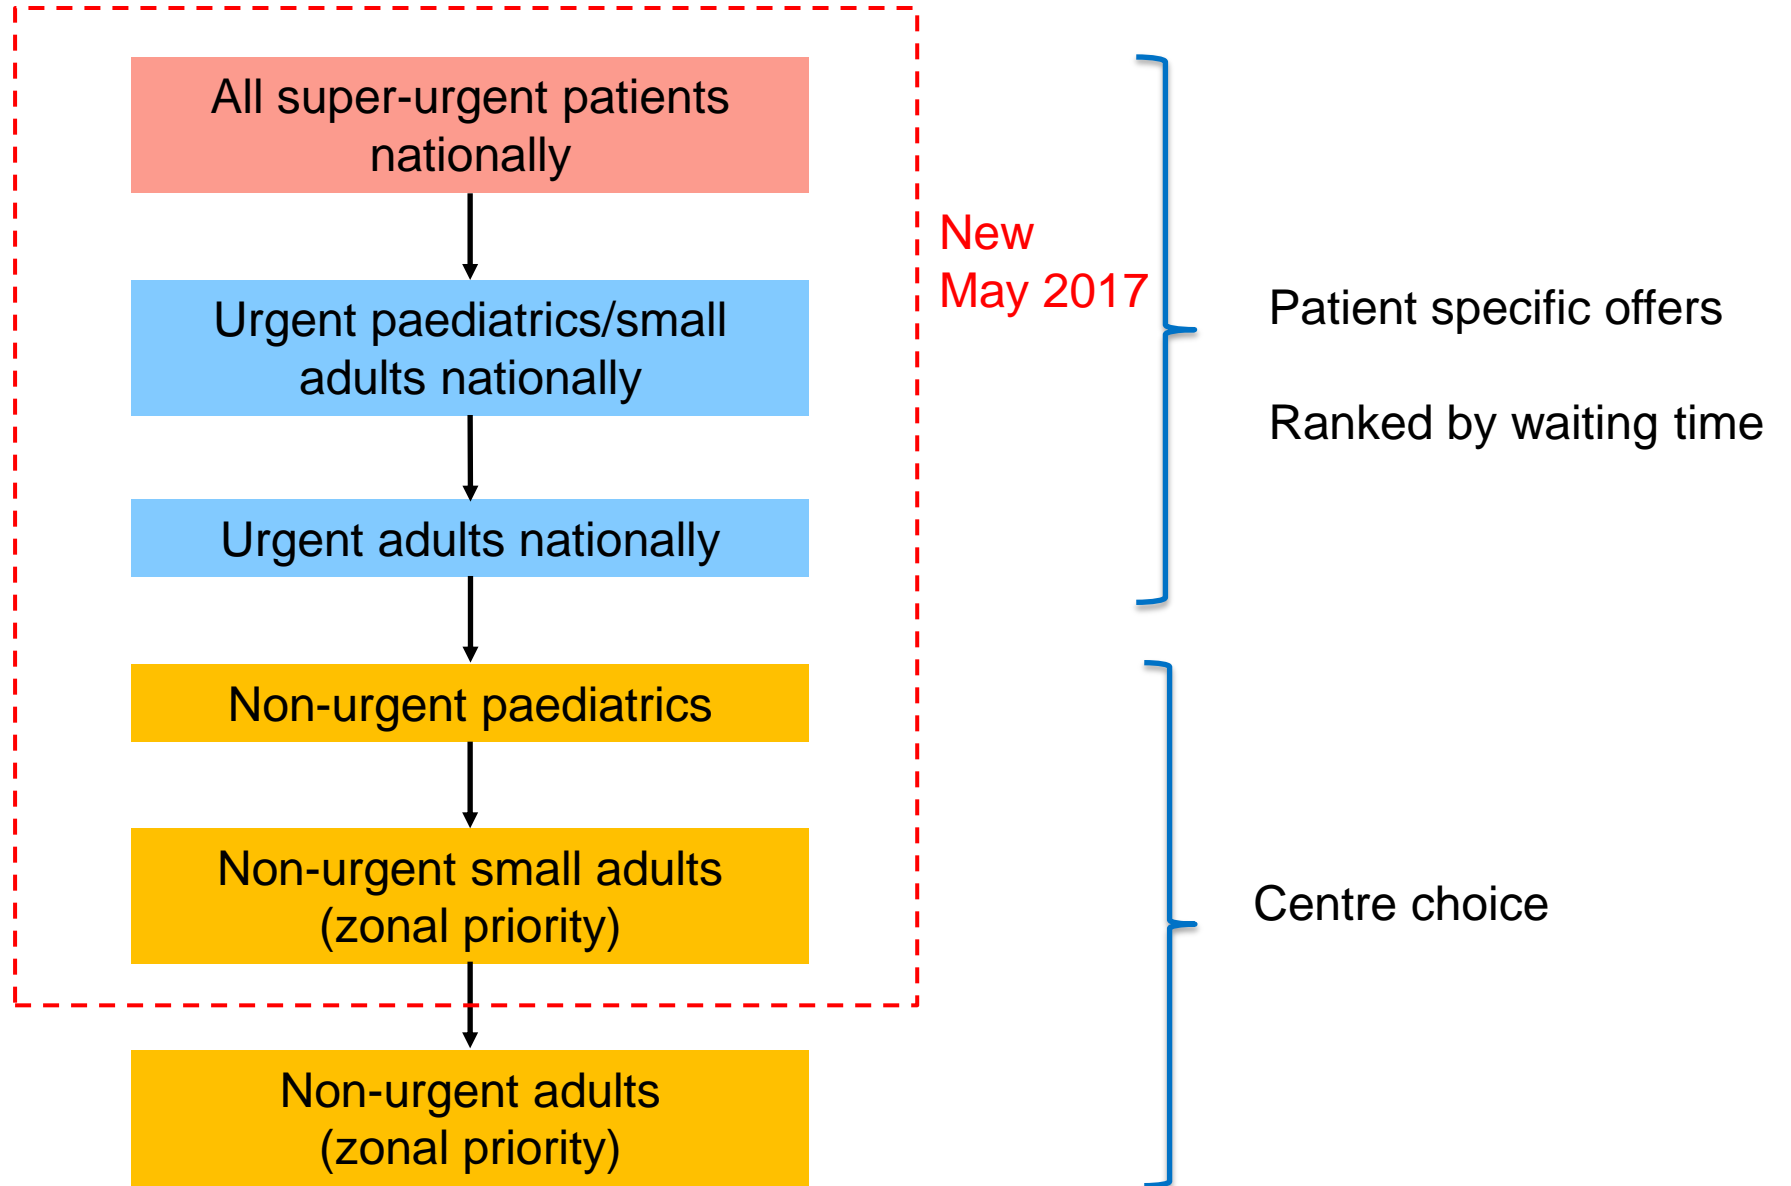 All super-urgent patients
nationally
Urgent paediatrics/small
adults nationally
Urgent adults nationally
Non-urgent paediatrics
Non-urgent small adults
(zonal priority)
Non-urgent adults
(zonal priority)
New
May 2017
Patient specific offers
Ranked by waiting time
Centre choice